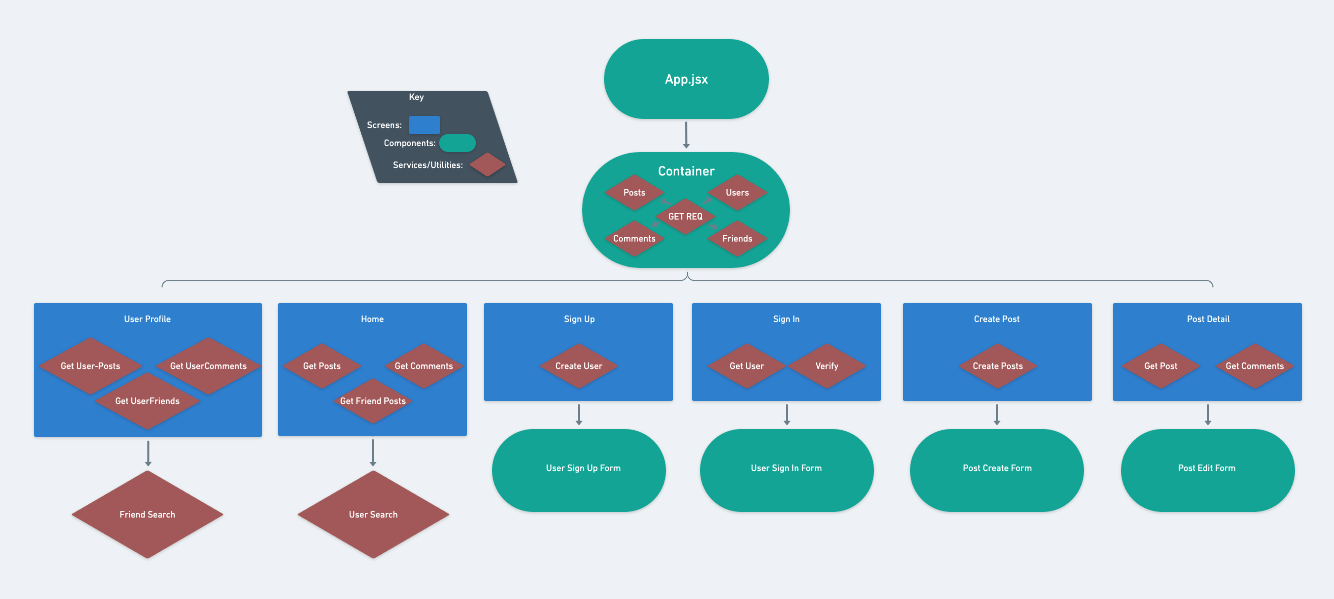 App.jsx
Key
Screens:
Components:
Services/Utilities:
Container
Posts
Users
GET REQ
Comments
Friends
User Profile
Get User-Posts
Get UserComments
Get UserFriends
Home
Get Posts
Get Comments
Get Friend Posts
Sign Up
Create User
Sign In
Get User
Verify
Create Post
Create Posts
Post Detail
Get Post
Get Comments
Friend Search
User Search
User Sign Up Form
User Sign In Form
Post Create Form
Post Edit Form